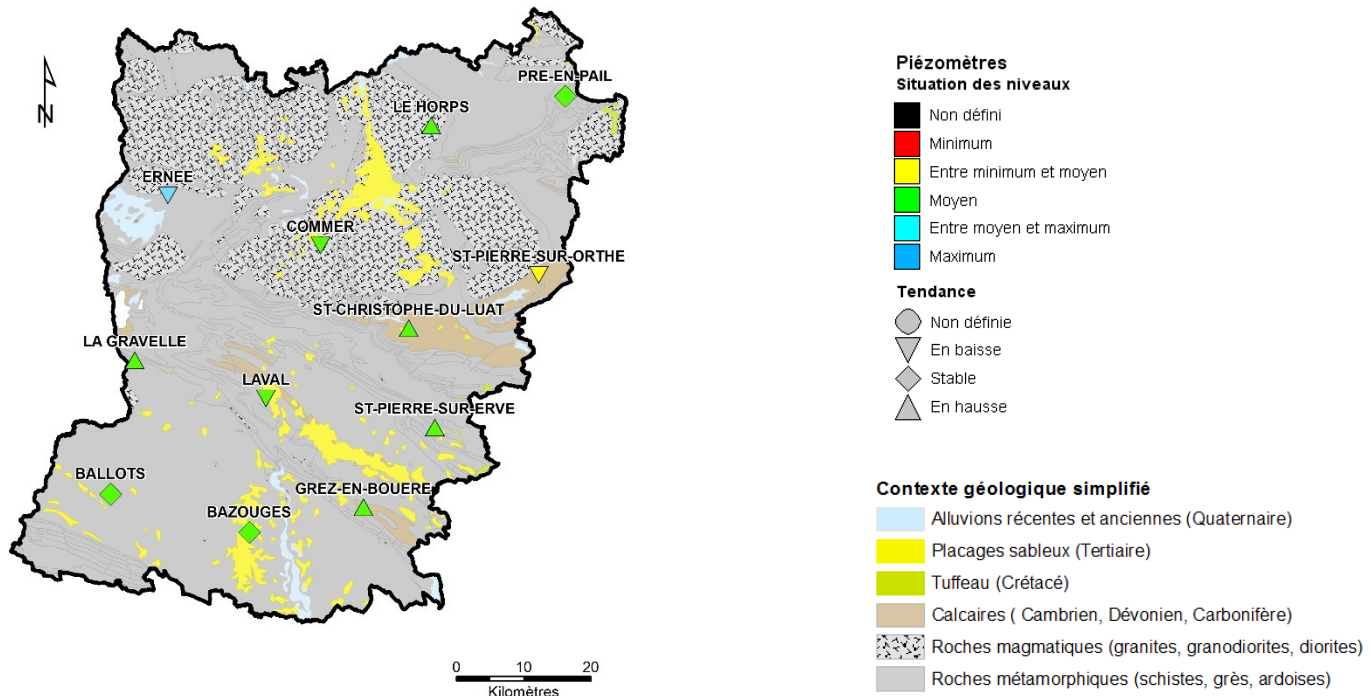 PRE-EN-PAIL
LE HORPS
ERNEE
COMMER
ST-PIERRE-SUR-ORTHE
ST-CHRISTOPHE-DU-LUAT
LA GRAVELLE
LAVAL
ST-PIERRE-SUR-ERVE
BALLOTS
GREZ-EN-BOUERE
BAZOUGES
N
0 10 20
Kilomètres
Piézomètres
Situation des niveaux
Non défini
Minimum
Entre minimum et moyen
Moyen
Entre moyen et maximum
Maximum
Tendance
Non définie
En baisse
Stable
En hausse
Contexte géologique simplifié
Alluvions récentes et anciennes (Quaternaire)
Placages sableux (Tertiaire)
Tuffeau (Crétacé)
Calcaires ( Cambrien, Dévonien, Carbonifère)
Roches magmatiques (granites, granodiorites, diorites)
Roches métamorphiques (schistes, grès, ardoises)